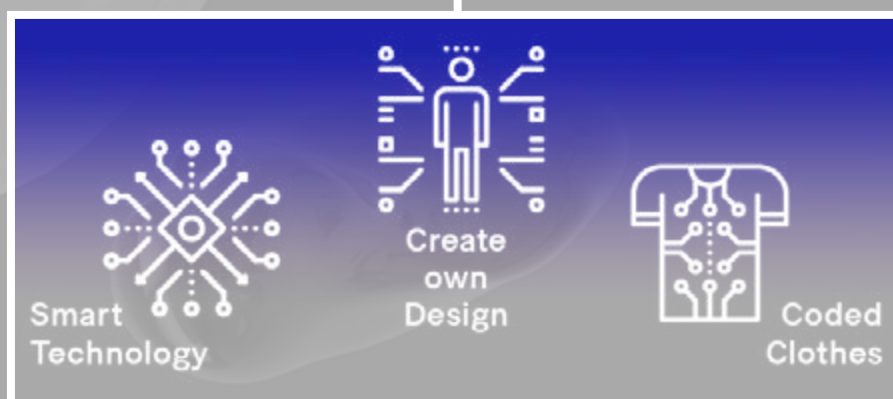 Smart
Technology
Create
own
Design
Coded
Clothes